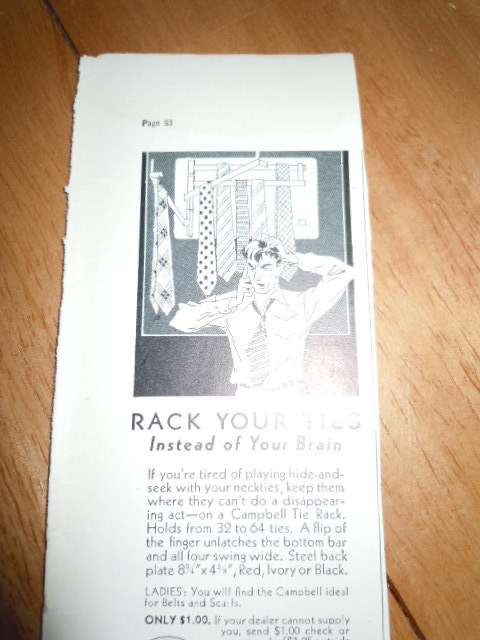 Page 93
RACK YOUR TIES
Instead of Your Brain
If you're tired of playing hide-and-
seek with your neckties, keep them
where they can't do a disappear-
ing act—on a Campbell Tie Rack.
Holds from 32 to 64 ties. A flip of
the finger unlatches the bottom bar
and all four swing wide. Steel back
plate 8¾"x4⅜", Red, Ivory or Black.
LADIES: You will find the Campbell ideal
for Belts and Scarfs.
ONLY $1.00. If your dealer cannot supply
you, send $1.00 check or